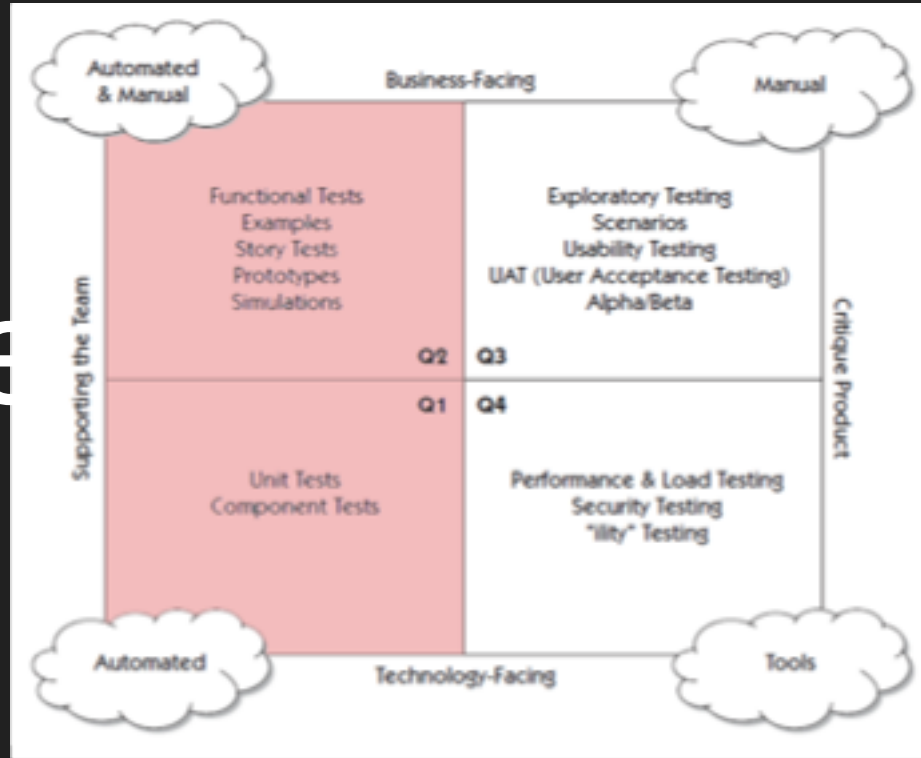 Automated
& Manual
Business-Facing
Manual
Functional Tests
Examples
Story Tests
Prototypes
Simulations
Exploratory Testing
Scenarios
Usability Testing
UAT (User Acceptance Testing)
Alpha/Beta
Supporting the Team
Critique Product
Q2
Q3
Q1
Q4
Unit Tests
Component Tests
Performance & Load Testing
Security Testing
"ility" Testing
Automated
Technology-Facing
Tools